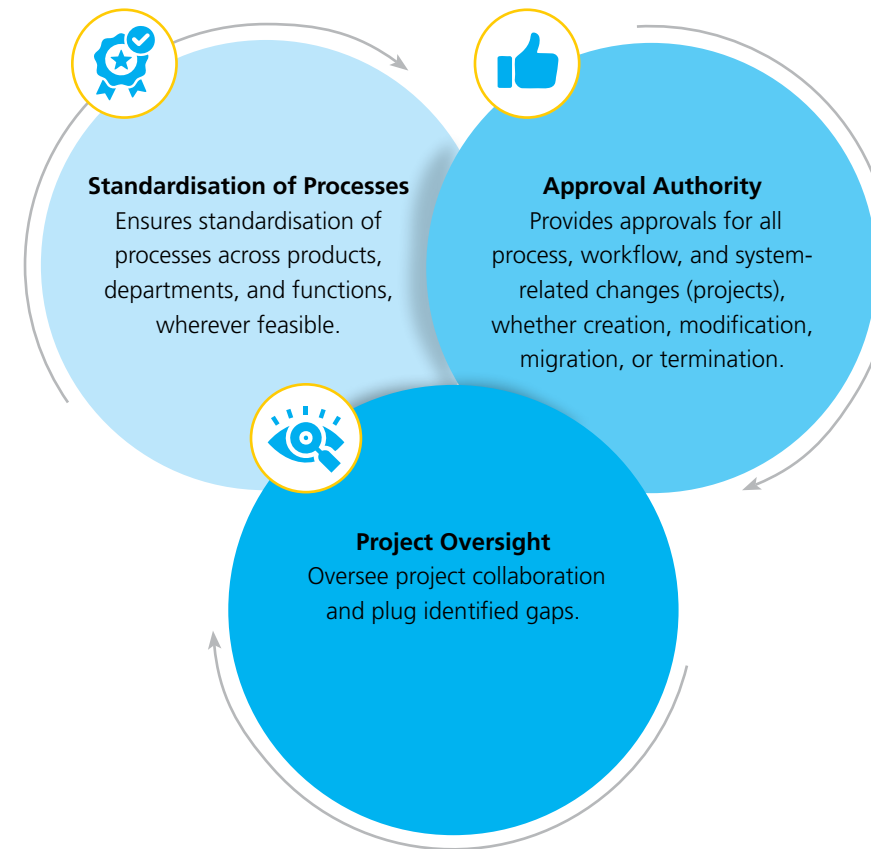 Standardisation of Processes
Ensures standardisation of
processes across products,
departments, and functions,
wherever feasible.
Approval Authority
Provides approvals for all
process, workflow, and system-
related changes (projects),
whether creation, modification,
migration, or termination.
Project Oversight
Oversee project collaboration
and plug identified gaps.